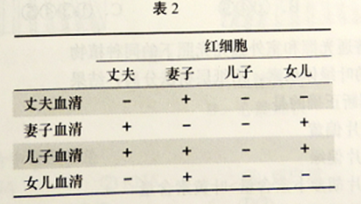 表2
红细胞
丈夫 妻子 儿子 女儿
丈夫血清 - + - -
妻子血清 + - - +
儿子血清 + + - +
女儿血清 - + - -